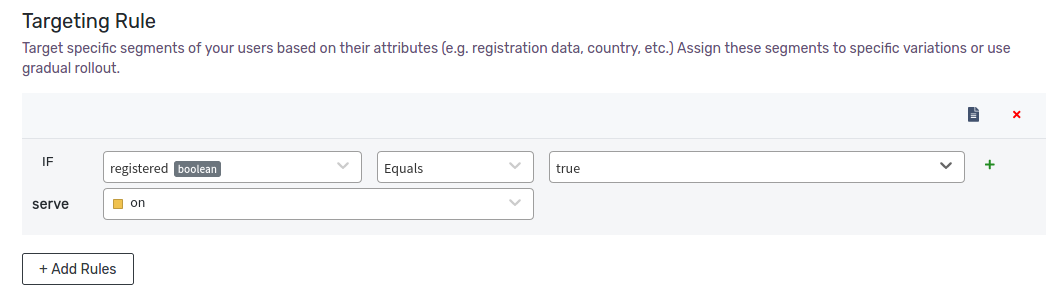 Targeting Rule
Target specific segments of your users based on their attributes (e.g. registration data, country, etc.) Assign these segments to specific variations or use
gradual rollout.
IF registered boolean Equals true
serve on
+ Add Rules